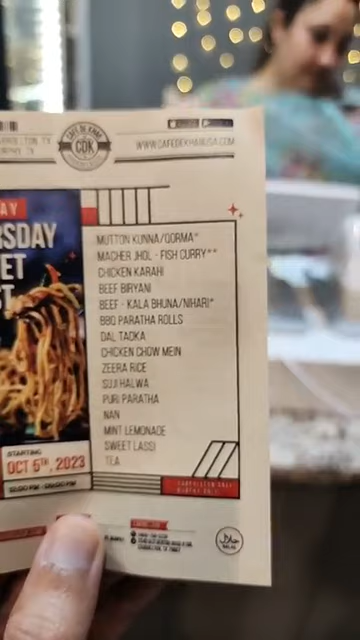 CAFE DE KHAN
CDK
WWW.CAFEDEKHANUSA.COM
AY
RSDAY
ET
ST
MUTTON KUNNA/QORMA*
MACHER JHOL - FISH CURRY**
CHICKEN KARAHI
BEEF BIRYANI
BEEF - KALA BHUNA/NIHARI*
BBQ PARATHA ROLLS
DAL TADKA
CHICKEN CHOW MEIN
ZEERA RICE
SUJI HALWA
PURI PARATHA
NAN
MINT LEMONADE
SWEET LASSI
TEA
STARTING
OCT 5TH, 2023
حلال
HALAL